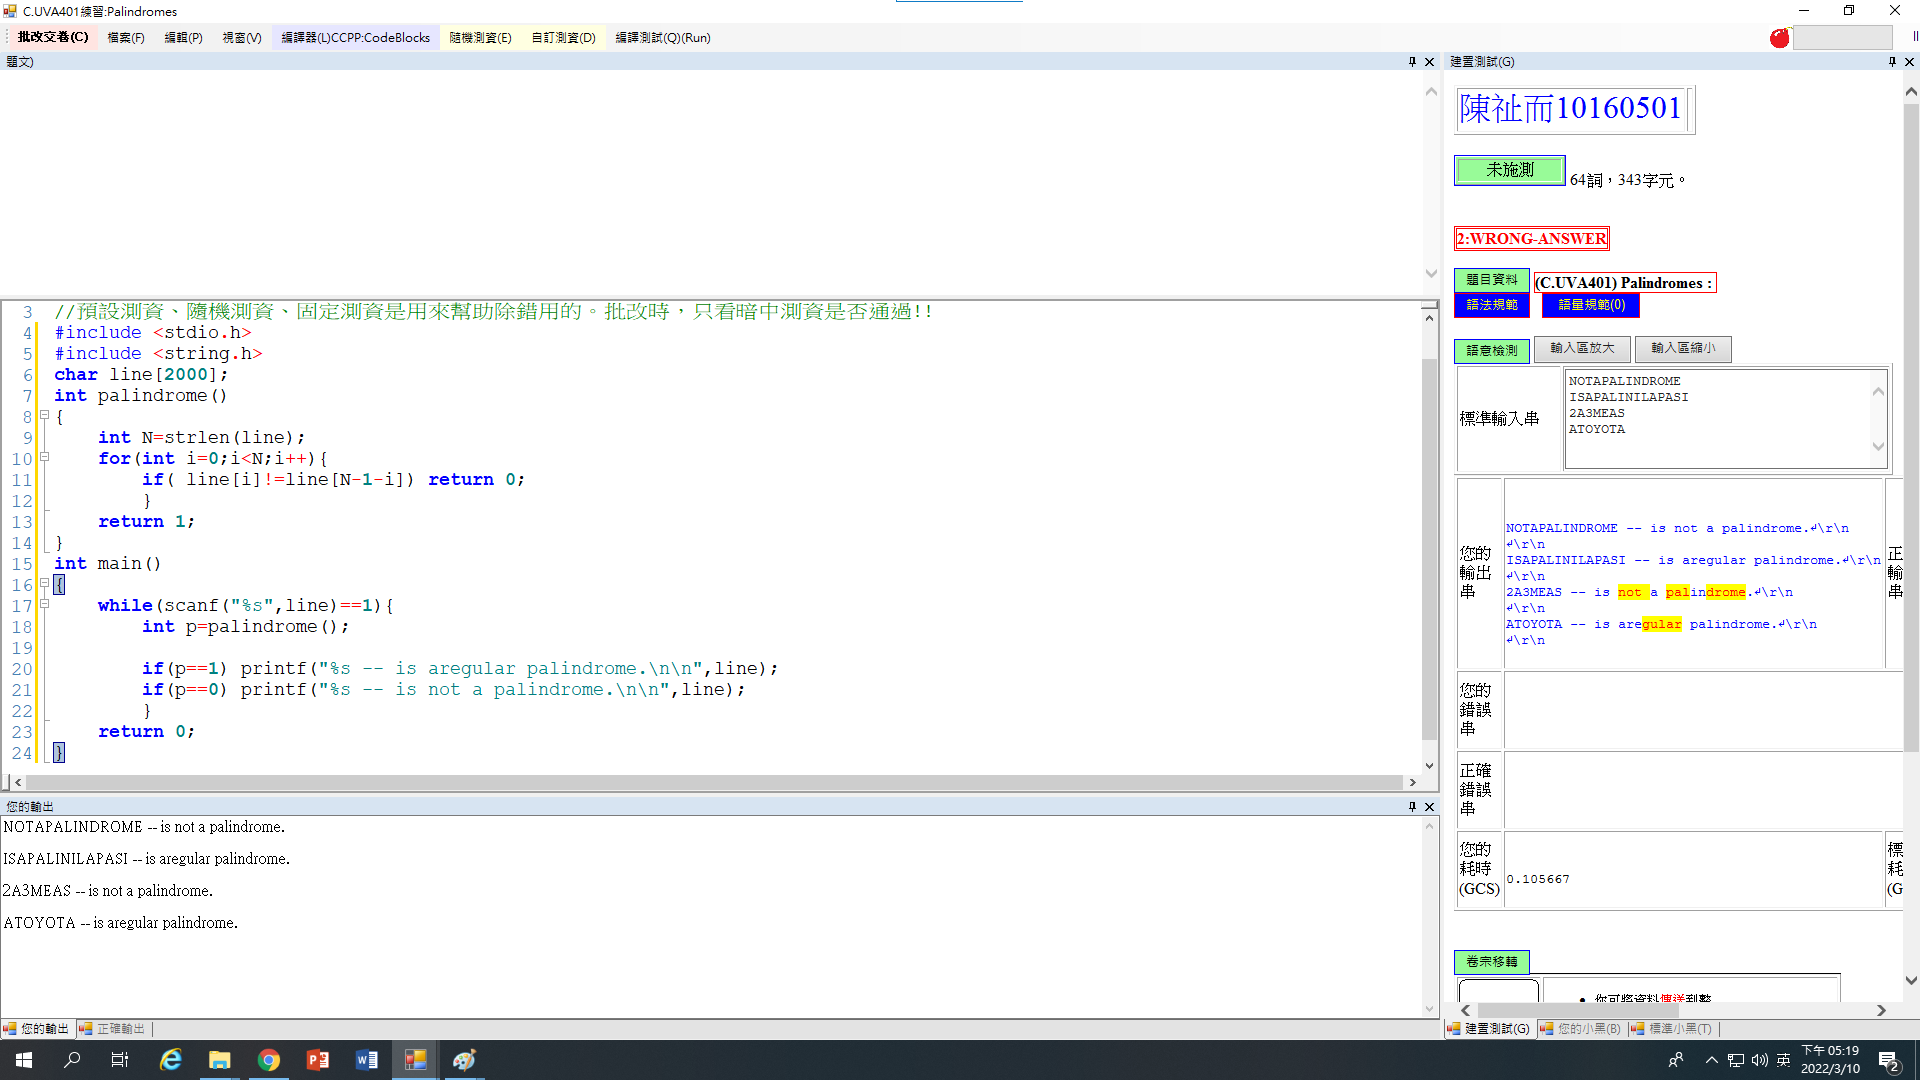 C.UVA401練習:Palindromes
批改交卷(C) 檔案(F) 編輯(P) 視窗(V) 編譯器(L)CCPP:CodeBlocks 隨機測資(E) 自訂測資(D) 編譯測試(Q)(Run)
題文)
3 //預設測資、隨機測資、固定測資是用來幫助除錯用的。批改時，只看暗中測資是否通過!!
4 #include <stdio.h>
5 #include <string.h>
6 char line[2000];
7 int palindrome()
8 {
9 int N=strlen(line);
10 for(int i=0;i<N;i++){
11 if( line[i]!=line[N-1-i]) return 0;
12 }
13 return 1;
14 }
15 int main()
16 {
17 while(scanf("%s",line)==1){
18 int p=palindrome();
19
20 if(p==1) printf("%s -- is aregular palindrome.\n\n",line);
21 if(p==0) printf("%s -- is not a palindrome.\n\n",line);
22 }
23 return 0;
24 }
您的輸出
NOTAPALINDROME -- is not a palindrome.
ISAPALINILAPASI -- is aregular palindrome.
2A3MEAS -- is not a palindrome.
ATOYOTA -- is aregular palindrome.
您的輸出 正確輸出
建置測試(G)
陳祉而10160501
未施測 64詞，343字元。
2:WRONG-ANSWER
題目資料 (C.UVA401) Palindromes :
語法規範 語量規範(0)
語意檢測 輸入區放大 輸入區縮小
標準輸入串
NOTAPALINDROME
ISAPALINILAPASI
2A3MEAS
ATOYOTA
您的輸出串
NOTAPALINDROME -- is not a palindrome.↲\r\n
↲\r\n
ISAPALINILAPASI -- is aregular palindrome.↲\r\n
↲\r\n
2A3MEAS -- is not a palindrome.↲\r\n
↲\r\n
ATOYOTA -- is aregular palindrome.↲\r\n
↲\r\n
正輸串
您的錯誤串
正確錯誤串
您的耗時(GCS) 0.105667
標耗(G
卷宗移轉
• 你可將資料傳送到整
建置測試(G) 您的小黑(B) 標準小黑(T)
英
下午 05:19
2022/3/10
2